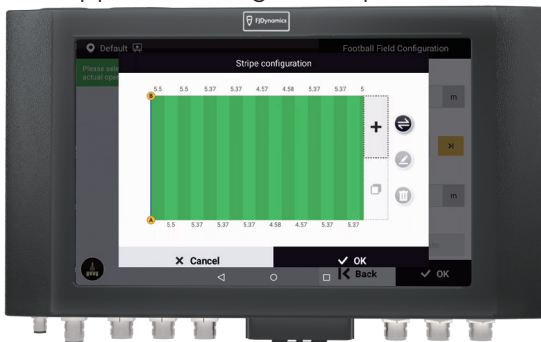 FJDynamics
Default
Football Field Configuration
Please sele
actual oper
Stripe configuration
5.5 5.5 5.37 5.37 4.57 4.58 5.37 5.37 5
B
m
m
A
5.5 5.37 5.37 5.37 4.58 4.57 5.37 5.37
Cancel
OK
Back
OK